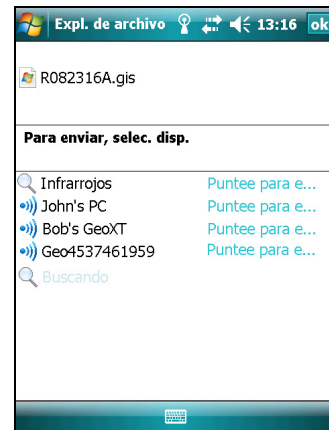 Expl. de archivo 13:16 ok
R082316A.gis
Para enviar, selec. disp.
Infrarrojos Puntee para e...
John's PC Puntee para e...
Bob's GeoXT Puntee para e...
Geo4537461959 Puntee para e...
Buscando